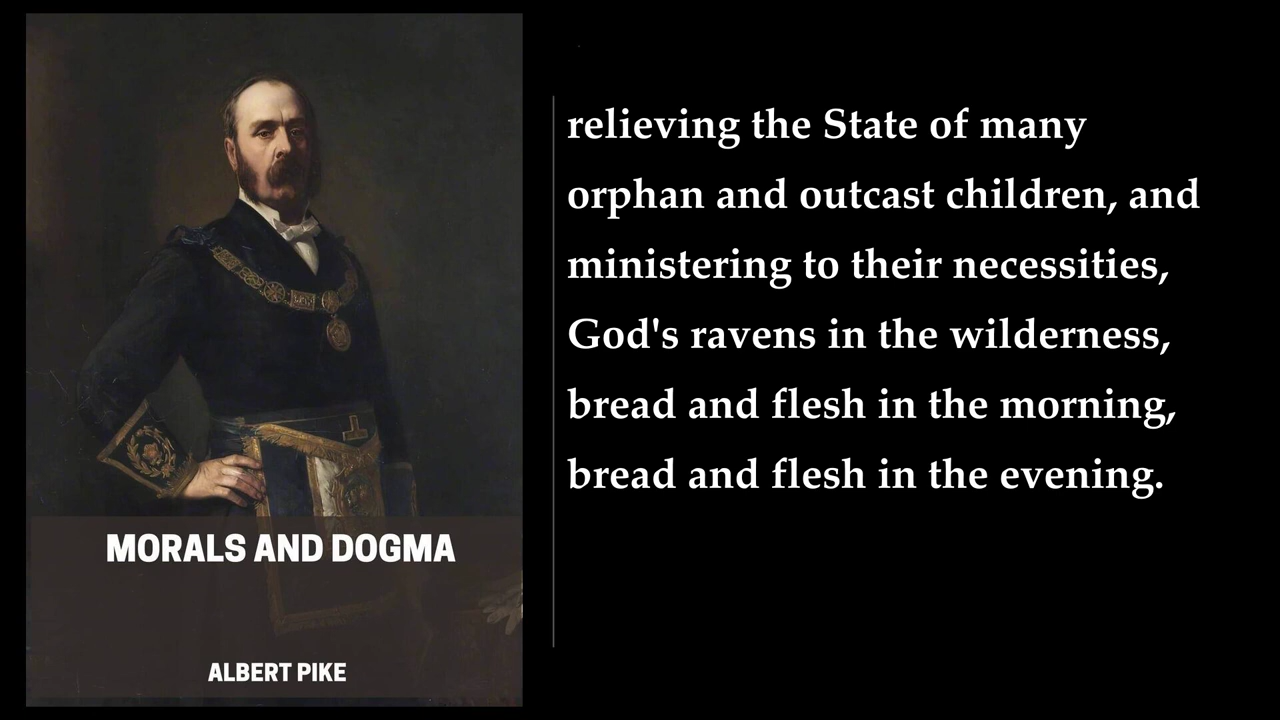 MORALS AND DOGMA
ALBERT PIKE
relieving the State of many
orphan and outcast children, and
ministering to their necessities,
God's ravens in the wilderness,
bread and flesh in the morning,
bread and flesh in the evening.